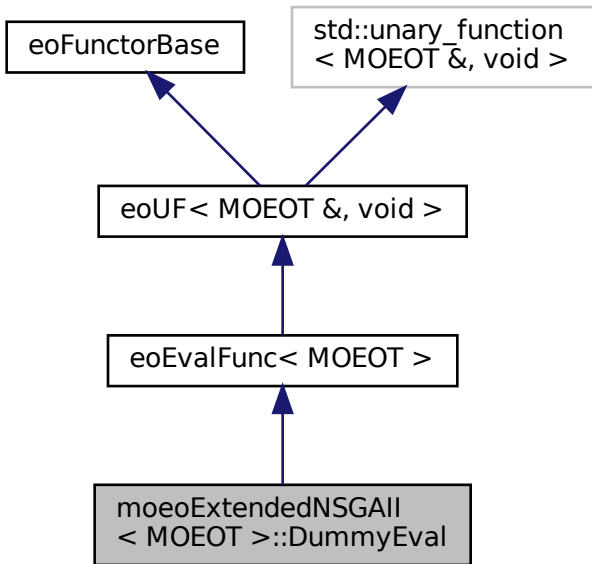 eoFunctorBase
std::unary_function
< MOEOT &, void >
eoUF< MOEOT &, void >
eoEvalFunc< MOEOT >
moeoExtendedNSGAII
< MOEOT >::DummyEval